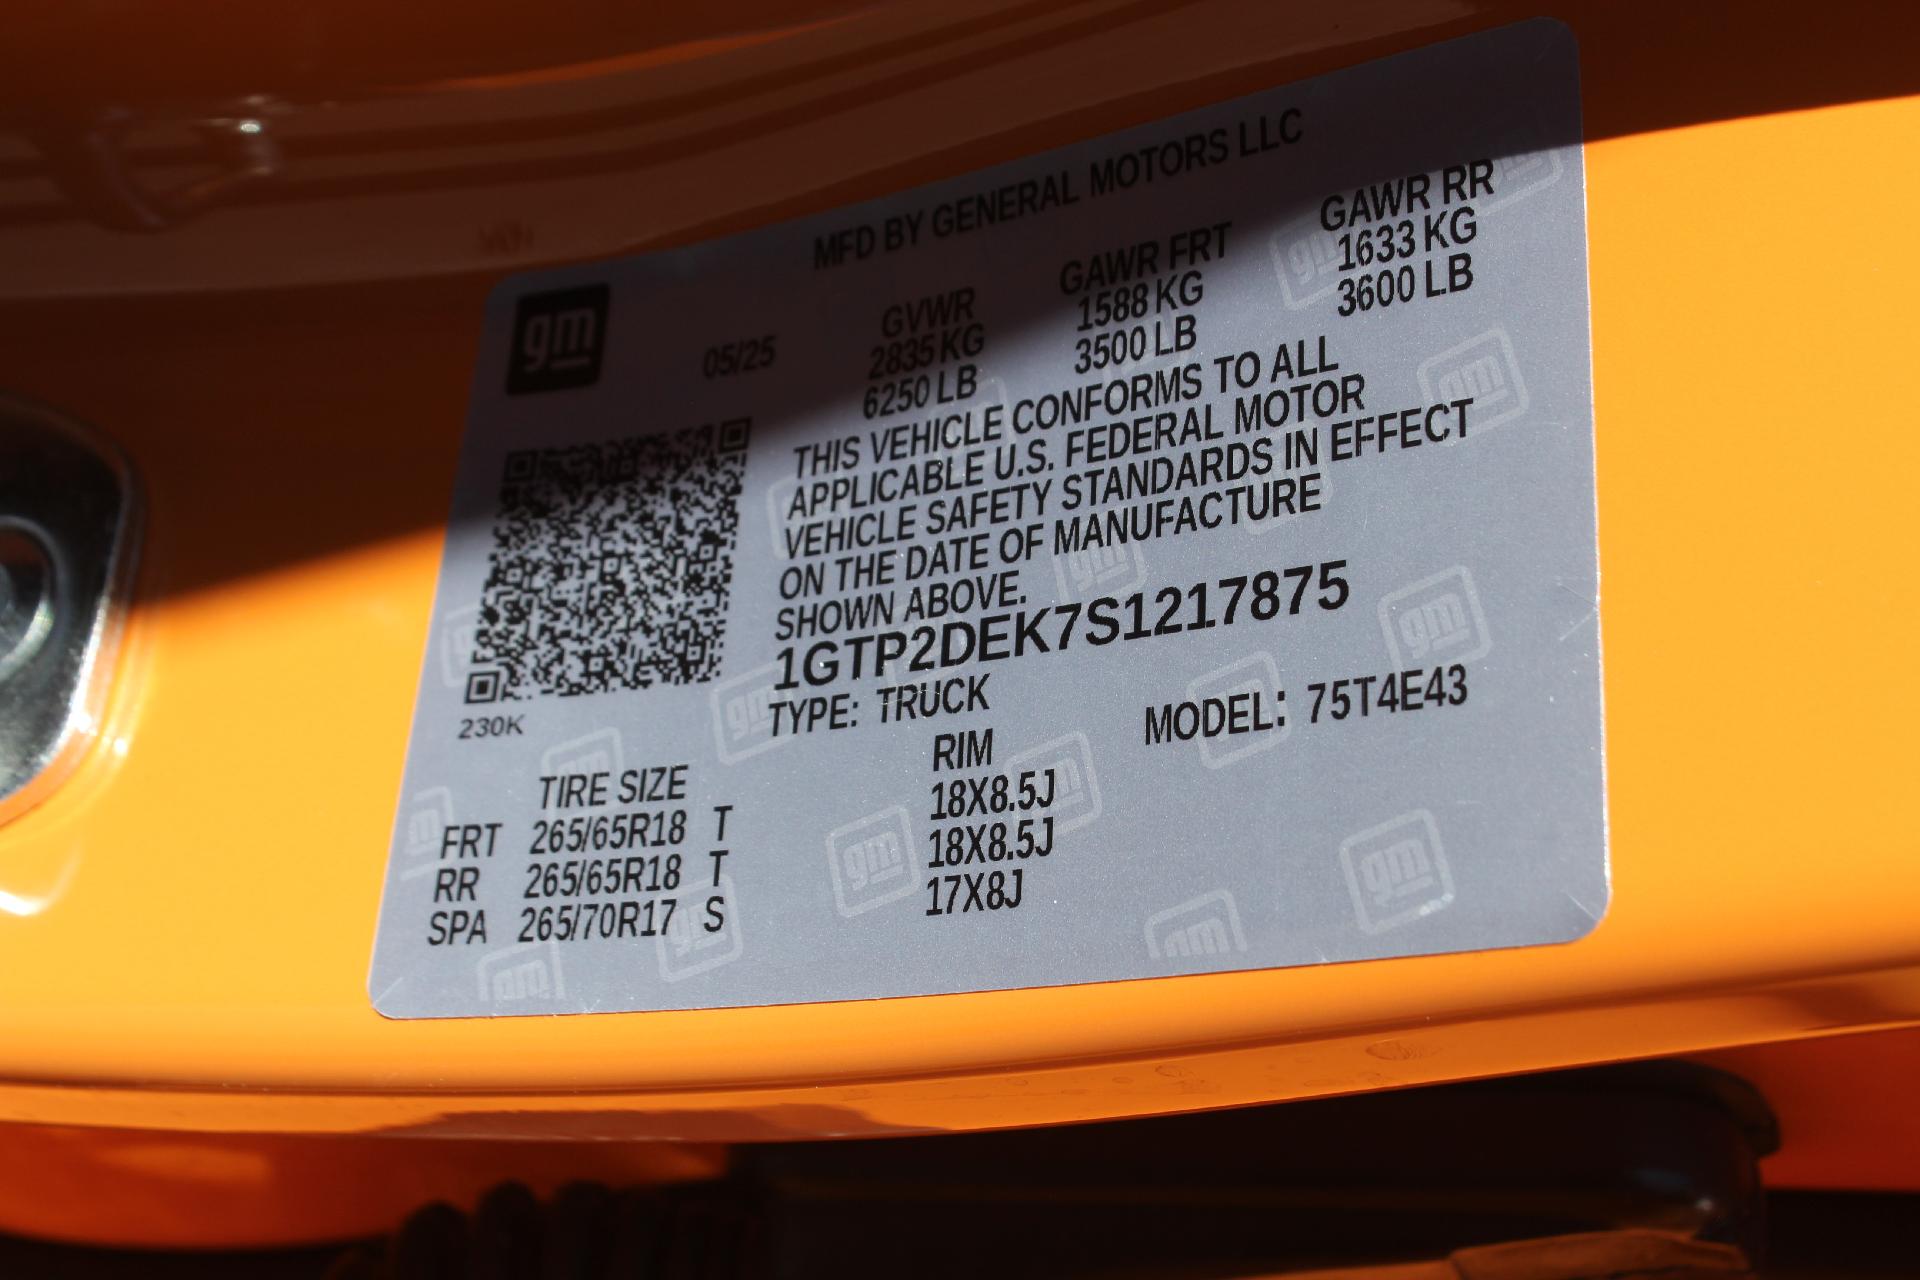 MFD BY GENERAL MOTORS LLC
gm
05/25
GVWR GAWR FRT GAWR RR
2835 KG 1588 KG 1633 KG
6250 LB 3500 LB 3600 LB
THIS VEHICLE CONFORMS TO ALL
APPLICABLE U.S. FEDERAL MOTOR
VEHICLE SAFETY STANDARDS IN EFFECT
ON THE DATE OF MANUFACTURE
SHOWN ABOVE.
1GTP2DEK7S1217875
230K
TYPE: TRUCK MODEL: 75T4E43
TIRE SIZE RIM
FRT 265/65R18 T 18X8.5J
RR 265/65R18 T 18X8.5J
SPA 265/70R17 S 17X8J